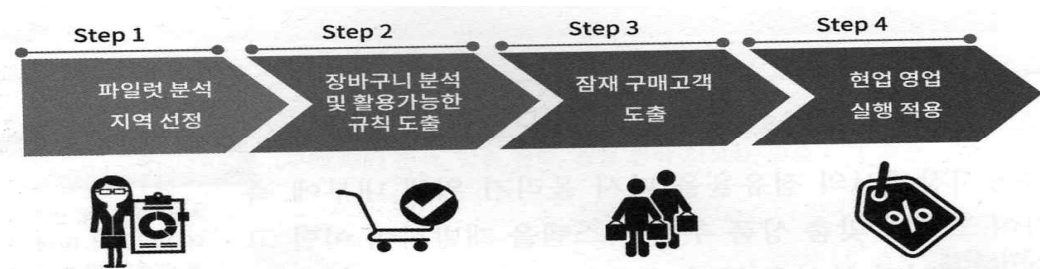 Step 1
Step 2
Step 3
Step 4
파일럿 분석
지역 선정
장바구니 분석
및 활용가능한
규칙 도출
잠재 구매고객
도출
현업 영업
실행 적용
%